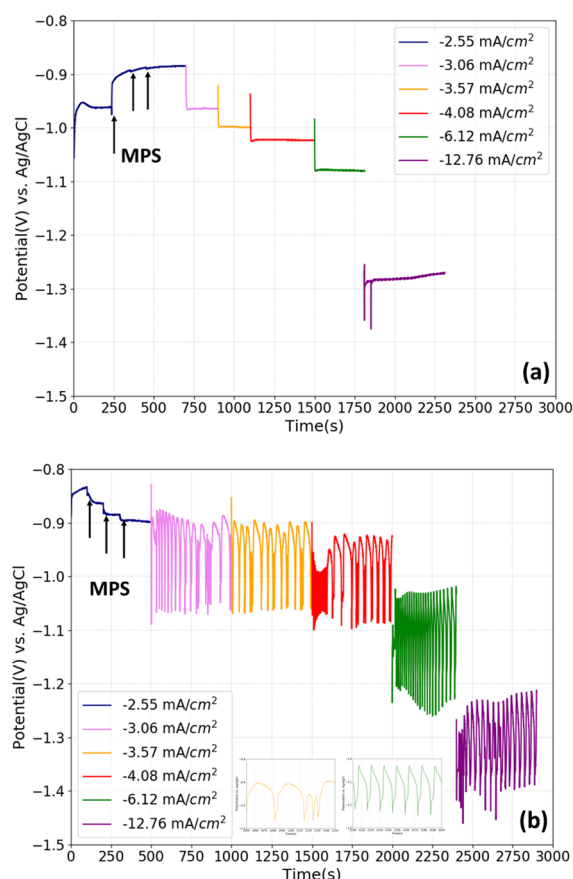 −0.8
−0.9
−1.0
−1.1
−1.2
−1.3
−1.4
−1.5
Potential(V) vs. Ag/AgCl
MPS
-2.55 mA/cm²
-3.06 mA/cm²
-3.57 mA/cm²
-4.08 mA/cm²
-6.12 mA/cm²
-12.76 mA/cm²
(a)
0 250 500 750 1000 1250 1500 1750 2000 2250 2500 2750 3000
Time(s)
−0.8
−0.9
−1.0
−1.1
−1.2
−1.3
−1.4
−1.5
Potential(V) vs. Ag/AgCl
MPS
-2.55 mA/cm²
-3.06 mA/cm²
-3.57 mA/cm²
-4.08 mA/cm²
-6.12 mA/cm²
-12.76 mA/cm²
(b)
0 250 500 750 1000 1250 1500 1750 2000 2250 2500 2750 3000
Time(s)